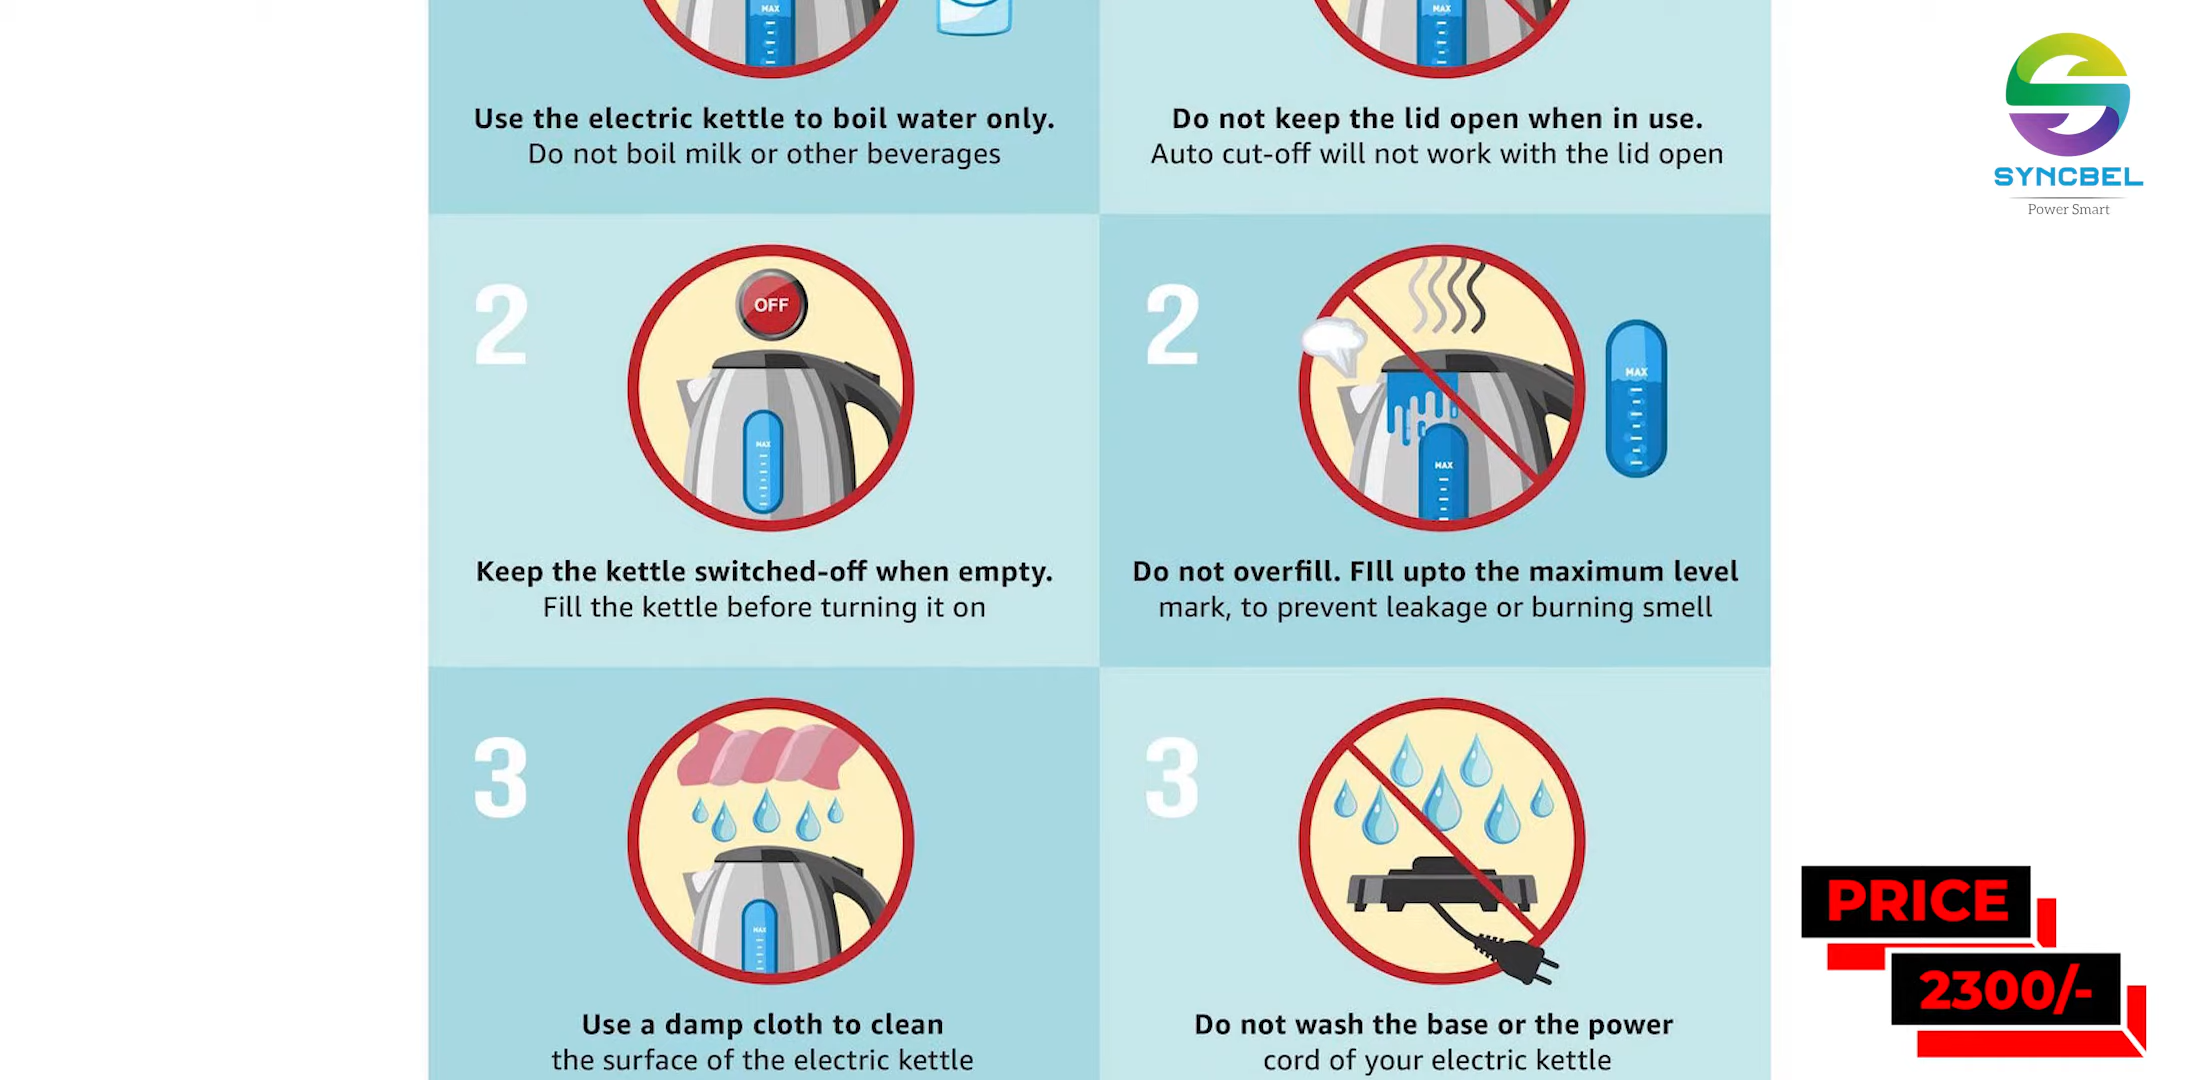 MAX
MAX
Use the electric kettle to boil water only.
Do not boil milk or other beverages
Do not keep the lid open when in use.
Auto cut-off will not work with the lid open
SYNCBEL
Power Smart
2
OFF
MAX
Keep the kettle switched-off when empty.
Fill the kettle before turning it on
2
MAX
MAX
Do not overfill. FIll upto the maximum level
mark, to prevent leakage or burning smell
3
MAX
Use a damp cloth to clean
the surface of the electric kettle
3
Do not wash the base or the power
cord of your electric kettle
PRICE
2300/-